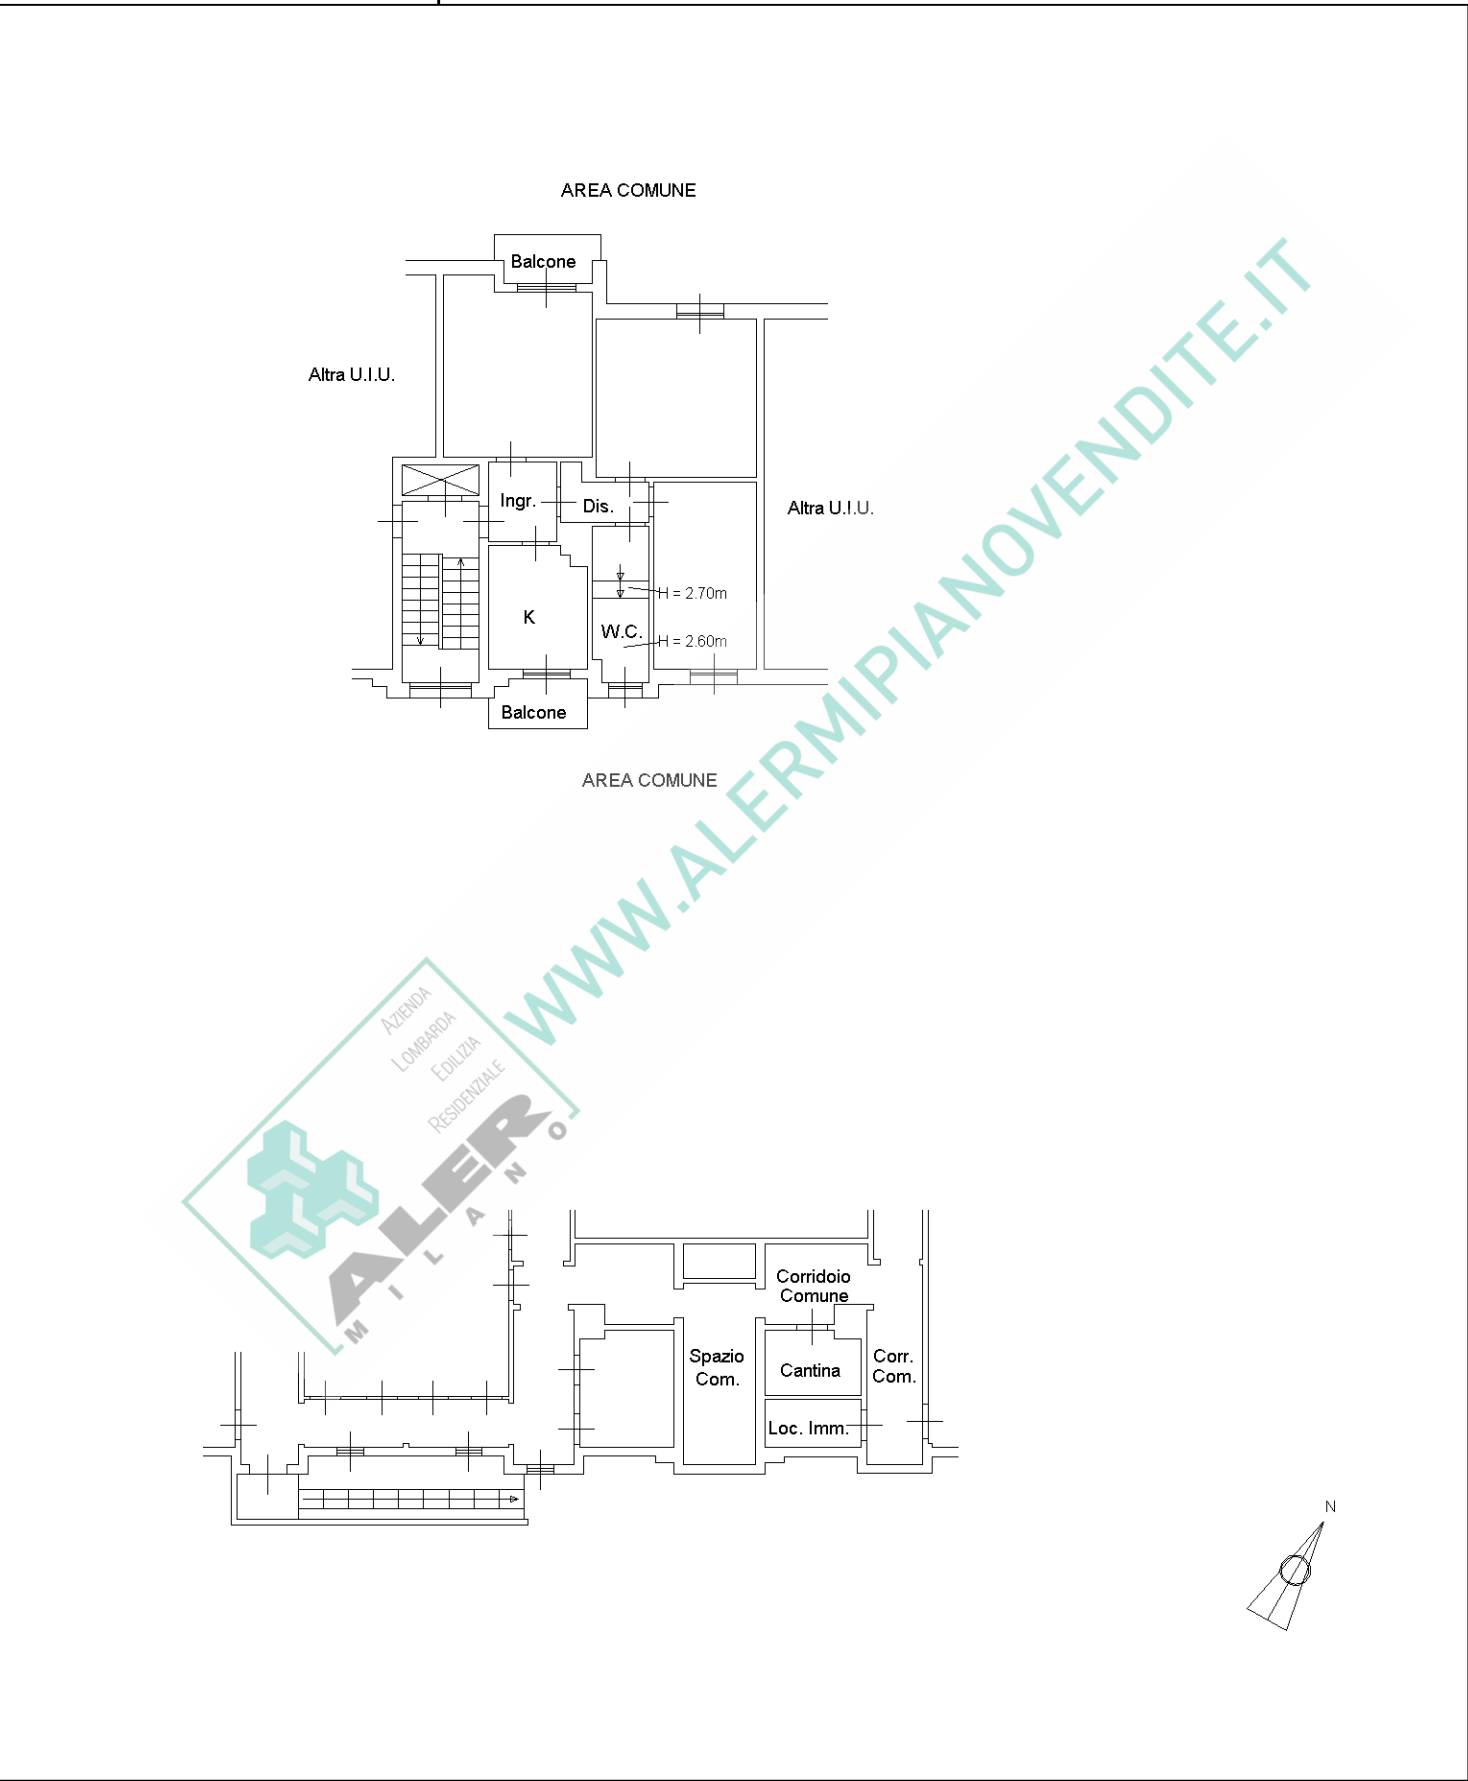 AREA COMUNE
Balcone
Altra U.I.U.
Ingr.
Dis.
Altra U.I.U.
H = 2.70m
K
W.C.
H = 2.60m
Balcone
AREA COMUNE
WWW.ALERMIPIANOVENDITE.IT
AZIENDA
LOMBARDA
EDILIZIA
RESIDENZIALE
ALER
MILANO
Corridoio
Comune
Spazio
Com.
Cantina
Corr.
Com.
Loc. Imm.
N